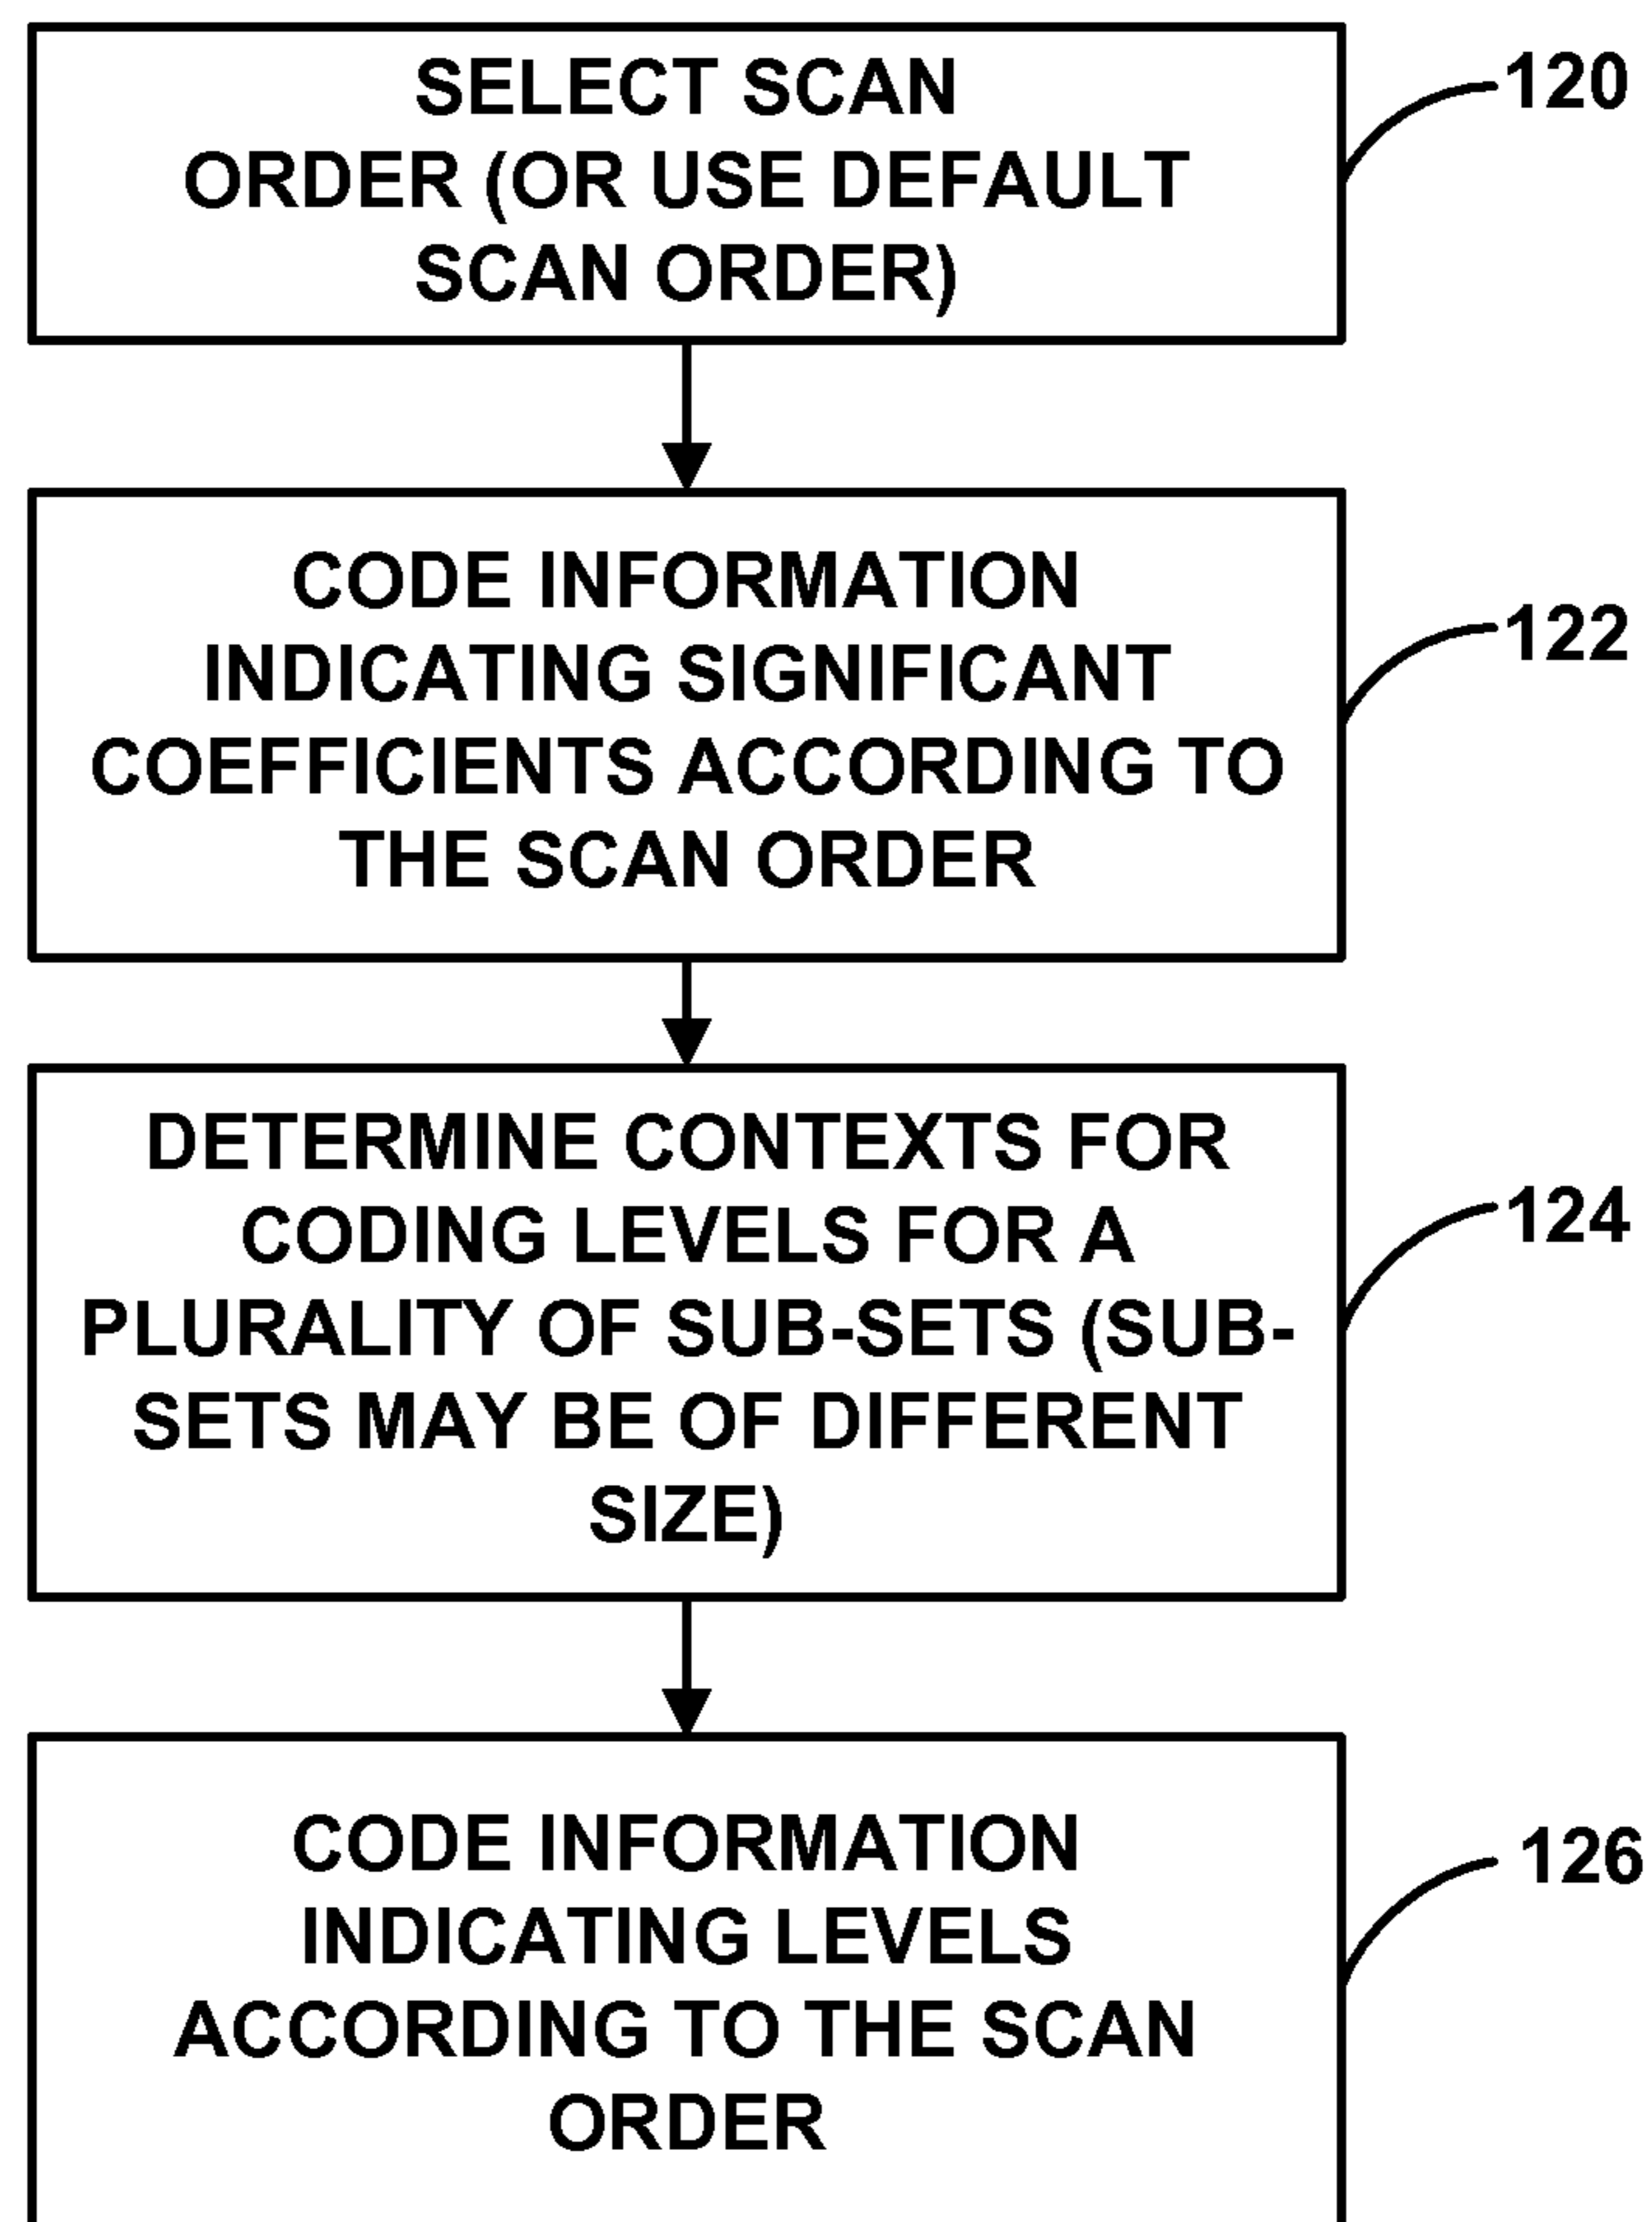 SELECT SCAN
ORDER (OR USE DEFAULT
SCAN ORDER)
120
CODE INFORMATION
INDICATING SIGNIFICANT
COEFFICIENTS ACCORDING TO
THE SCAN ORDER
122
DETERMINE CONTEXTS FOR
CODING LEVELS FOR A
PLURALITY OF SUB-SETS (SUB-
SETS MAY BE OF DIFFERENT
SIZE)
124
CODE INFORMATION
INDICATING LEVELS
ACCORDING TO THE SCAN
ORDER
126